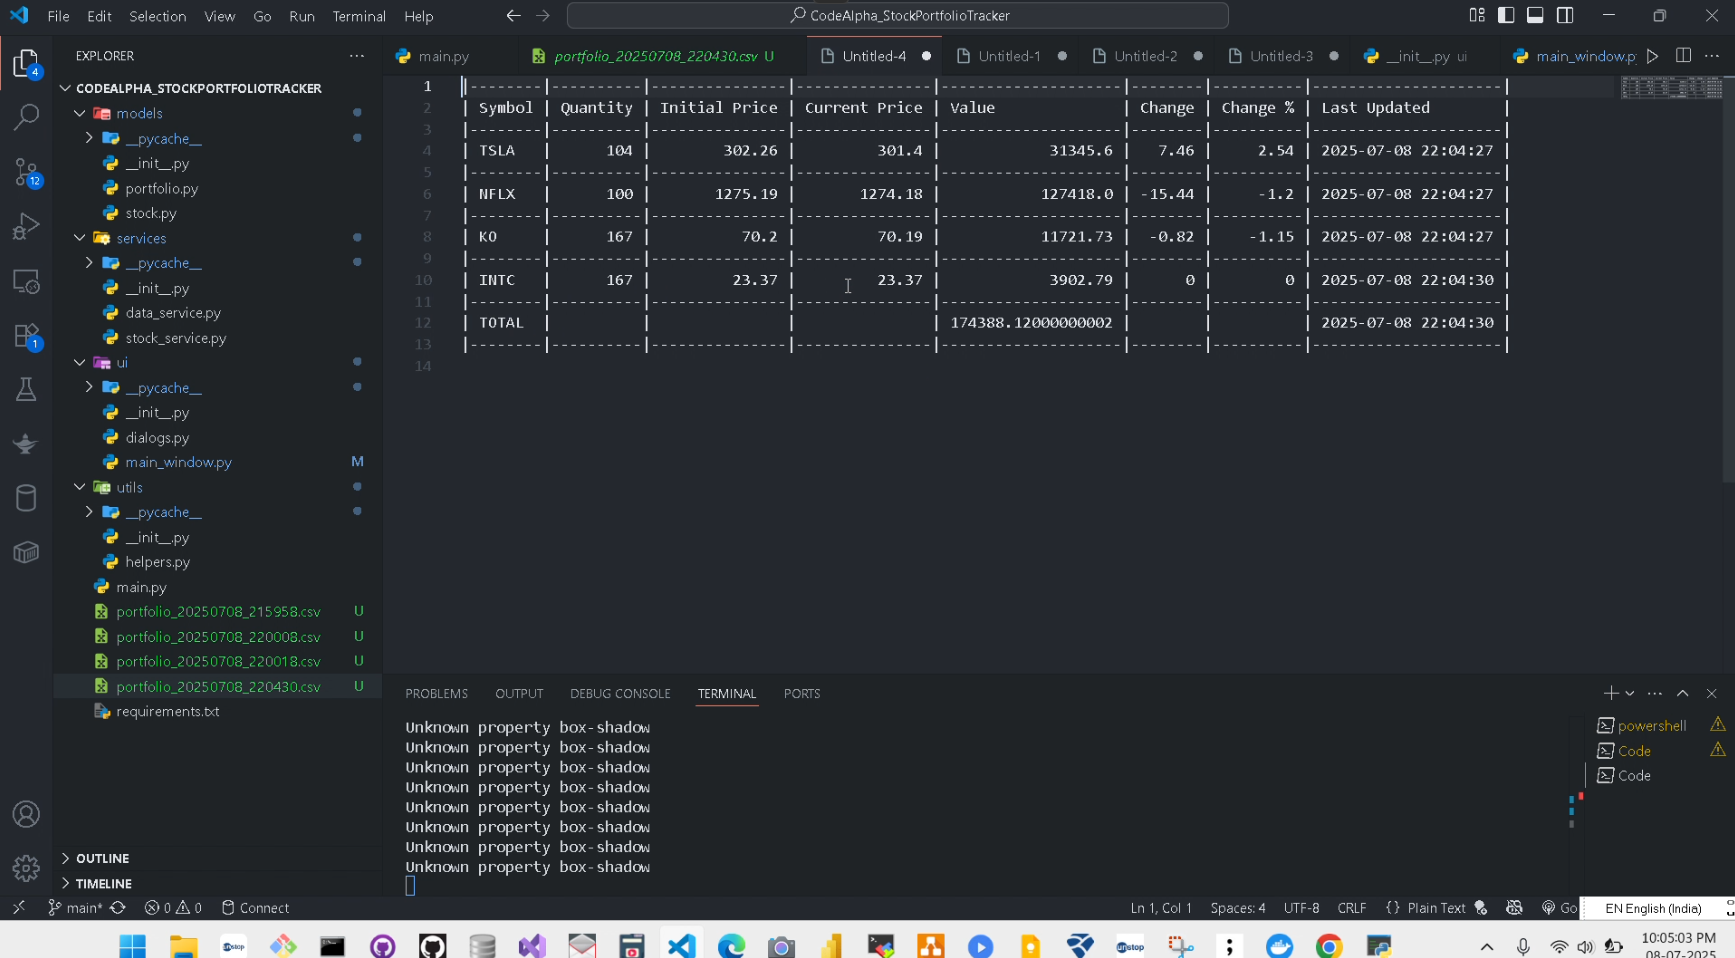 File Edit Selection View Go Run Terminal Help CodeAlpha_StockPortfolioTracker
EXPLORER
main.py portfolio_20250708_220430.csv U Untitled-4 Untitled-1 Untitled-2 Untitled-3 __init__.py ui main_window.py
CODEALPHA_STOCKPORTFOLIOTRACKER
models
__pycache__
__init__.py
portfolio.py
stock.py
services
__pycache__
__init__.py
data_service.py
stock_service.py
ui
__pycache__
__init__.py
dialogs.py
main_window.py M
utils
__pycache__
__init__.py
helpers.py
main.py
portfolio_20250708_215958.csv U
portfolio_20250708_220008.csv U
portfolio_20250708_220018.csv U
portfolio_20250708_220430.csv U
requirements.txt
OUTLINE
TIMELINE
4
12
1
1 |--------|----------|---------------|---------------|--------------------|--------|----------|---------------------|
2 | Symbol | Quantity | Initial Price | Current Price | Value | Change | Change % | Last Updated |
3 |--------|----------|---------------|---------------|--------------------|--------|----------|---------------------|
4 | TSLA | 104 | 302.26 | 301.4 | 31345.6 | 7.46 | 2.54 | 2025-07-08 22:04:27 |
5 |--------|----------|---------------|---------------|--------------------|--------|----------|---------------------|
6 | NFLX | 100 | 1275.19 | 1274.18 | 127418.0 | -15.44 | -1.2 | 2025-07-08 22:04:27 |
7 |--------|----------|---------------|---------------|--------------------|--------|----------|---------------------|
8 | KO | 167 | 70.2 | 70.19 | 11721.73 | -0.82 | -1.15 | 2025-07-08 22:04:27 |
9 |--------|----------|---------------|---------------|--------------------|--------|----------|---------------------|
10 | INTC | 167 | 23.37 | 23.37 | 3902.79 | 0 | 0 | 2025-07-08 22:04:30 |
11 |--------|----------|---------------|---------------|--------------------|--------|----------|---------------------|
12 | TOTAL | | | | 174388.12000000002 | | | 2025-07-08 22:04:30 |
13 |--------|----------|---------------|---------------|--------------------|--------|----------|---------------------|
14
PROBLEMS OUTPUT DEBUG CONSOLE TERMINAL PORTS
Unknown property box-shadow
Unknown property box-shadow
Unknown property box-shadow
Unknown property box-shadow
Unknown property box-shadow
Unknown property box-shadow
Unknown property box-shadow
Unknown property box-shadow
powershell
Code
Code
main* 0 0 Connect Ln 1, Col 1 Spaces: 4 UTF-8 CRLF {} Plain Text Go EN English (India)
unstop unstop 10:05:03 PM
08-07-2025